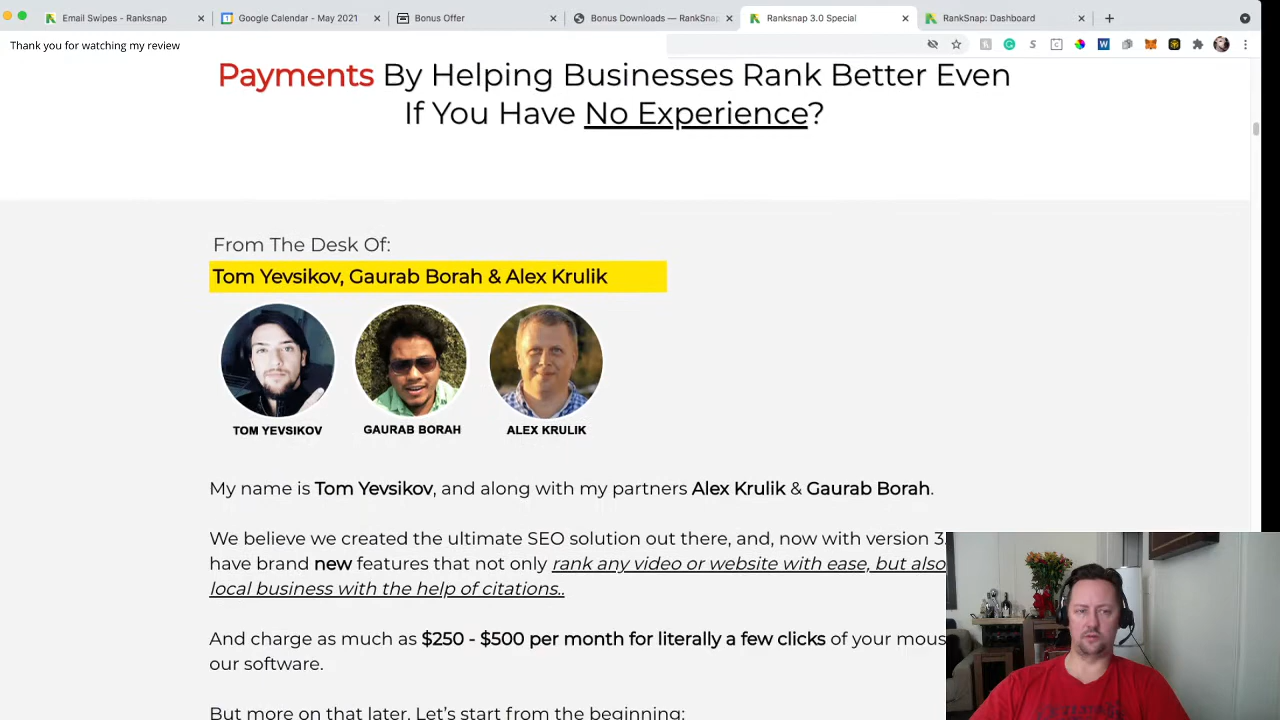 Email Swipes - Ranksnap
Google Calendar - May 2021
Bonus Offer
Bonus Downloads — RankSnap
Ranksnap 3.0 Special
RankSnap: Dashboard
Thank you for watching my review
Payments By Helping Businesses Rank Better Even
If You Have No Experience?
From The Desk Of:
Tom Yevsikov, Gaurab Borah & Alex Krulik
TOM YEVSIKOV
GAURAB BORAH
ALEX KRULIK
My name is Tom Yevsikov, and along with my partners Alex Krulik & Gaurab Borah.
We believe we created the ultimate SEO solution out there, and, now with version 3.
have brand new features that not only rank any video or website with ease, but also
local business with the help of citations..
And charge as much as $250 - $500 per month for literally a few clicks of your mous
our software.
But more on that later. Let's start from the beginning: